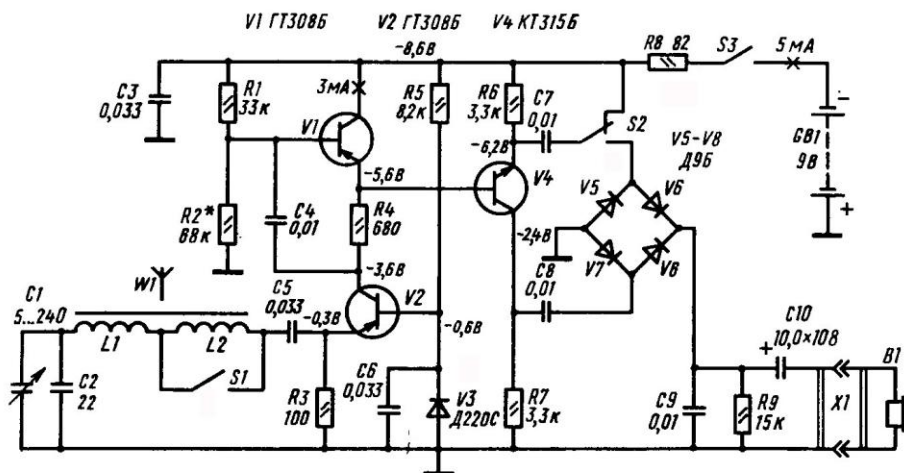 V1 ГТ308Б V2 ГТ308Б V4 КТ315Б
-8,6В
R8 82
S3
5мА
C3
0,033
R1
33к
3мА
R5
8,2к
R6
3,3к
C7
0,01
S2
-
GB1
9В
+
V1
-6,2В
V5-V8
Д9Б
-5,6В
V4
V5
V6
R2*
68к
C4
0,01
R4
680
-2,4В
V7
V8
-3,6В
W1
C5
0,033
C8
0,01
C1
5...240
-0,3В
V2
-0,6В
C10
10,0×10В
+
B1
L1
L2
S1
C2
22
R3
100
C6
0,033
V3
Д220С
R7
3,3к
C9
0,01
R9
15к
X1